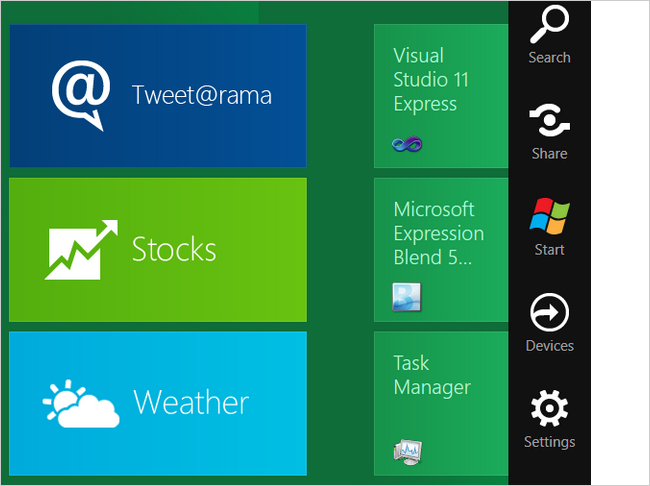 Tweet@rama
Stocks
Weather
Visual
Studio 11
Express
Microsoft
Expression
Blend 5...
Task
Manager
Search
Share
Start
Devices
Settings